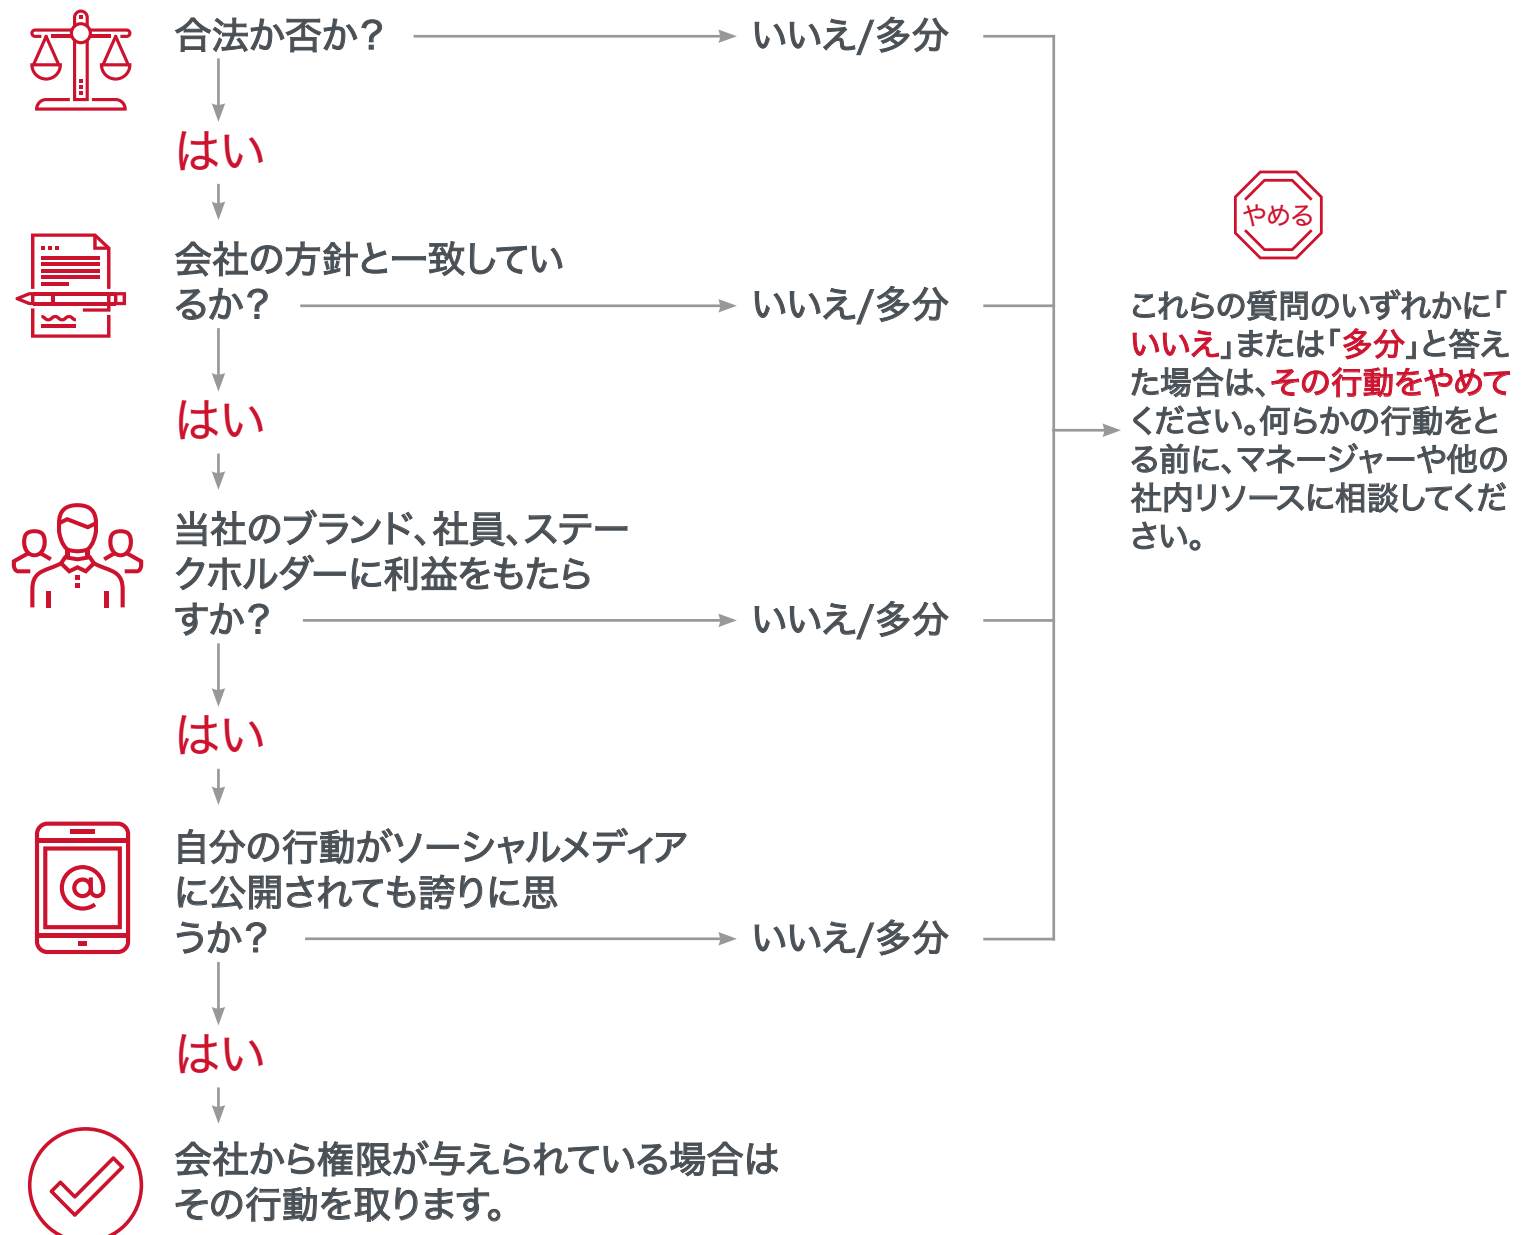 合法か否か？
いいえ/多分
はい
会社の方針と一致してい
るか？
いいえ/多分
はい
当社のブランド、社員、ステー
クホルダーに利益をもたら
すか？
いいえ/多分
はい
自分の行動がソーシャルメディア
に公開されても誇りに思
うか？
いいえ/多分
はい
会社から権限が与えられている場合は
その行動を取ります。
やめる
これらの質問のいずれかに「
いいえ」または「多分」と答え
た場合は、その行動をやめて
ください。何らかの行動をと
る前に、マネージャーや他の
社内リソースに相談してくだ
さい。